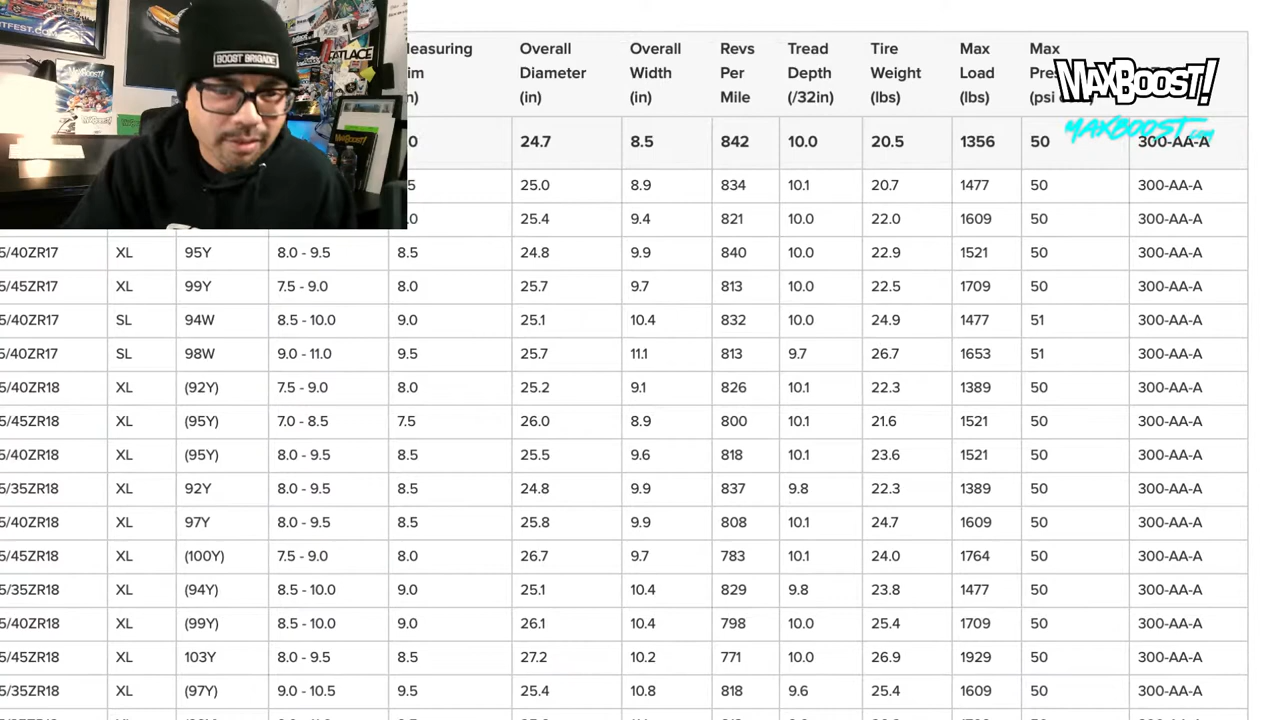 ITFEST.COM
BOOST BRIGADE
FATLACE
MAXBOOST!
MAXBOOST.com
Measuring Overall Overall Revs Tread Tire Max Max
Diameter Width Per Depth Weight Load
(in) (in) Mile (/32in) (lbs) (lbs) (psi
24.7 8.5 842 10.0 20.5 1356 50 300-AA-A
25.0 8.9 834 10.1 20.7 1477 50 300-AA-A
25.4 9.4 821 10.0 22.0 1609 50 300-AA-A
5/40ZR17 XL 95Y 8.0 - 9.5 8.5 24.8 9.9 840 10.0 22.9 1521 50 300-AA-A
5/45ZR17 XL 99Y 7.5 - 9.0 8.0 25.7 9.7 813 10.0 22.5 1709 50 300-AA-A
5/40ZR17 SL 94W 8.5 - 10.0 9.0 25.1 10.4 832 10.0 24.9 1477 51 300-AA-A
5/40ZR17 SL 98W 9.0 - 11.0 9.5 25.7 11.1 813 9.7 26.7 1653 51 300-AA-A
5/40ZR18 XL (92Y) 7.5 - 9.0 8.0 25.2 9.1 826 10.1 22.3 1389 50 300-AA-A
5/45ZR18 XL (95Y) 7.0 - 8.5 7.5 26.0 8.9 800 10.1 21.6 1521 50 300-AA-A
5/40ZR18 XL (95Y) 8.0 - 9.5 8.5 25.5 9.6 818 10.1 23.6 1521 50 300-AA-A
5/35ZR18 XL 92Y 8.0 - 9.5 8.5 24.8 9.9 837 9.8 22.3 1389 50 300-AA-A
5/40ZR18 XL 97Y 8.0 - 9.5 8.5 25.8 9.9 808 10.1 24.7 1609 50 300-AA-A
5/45ZR18 XL (100Y) 7.5 - 9.0 8.0 26.7 9.7 783 10.1 24.0 1764 50 300-AA-A
5/35ZR18 XL (94Y) 8.5 - 10.0 9.0 25.1 10.4 829 9.8 23.8 1477 50 300-AA-A
5/40ZR18 XL (99Y) 8.5 - 10.0 9.0 26.1 10.4 798 10.0 25.4 1709 50 300-AA-A
5/45ZR18 XL 103Y 8.0 - 9.5 8.5 27.2 10.2 771 10.0 26.9 1929 50 300-AA-A
5/35ZR18 XL (97Y) 9.0 - 10.5 9.5 25.4 10.8 818 9.6 25.4 1609 50 300-AA-A